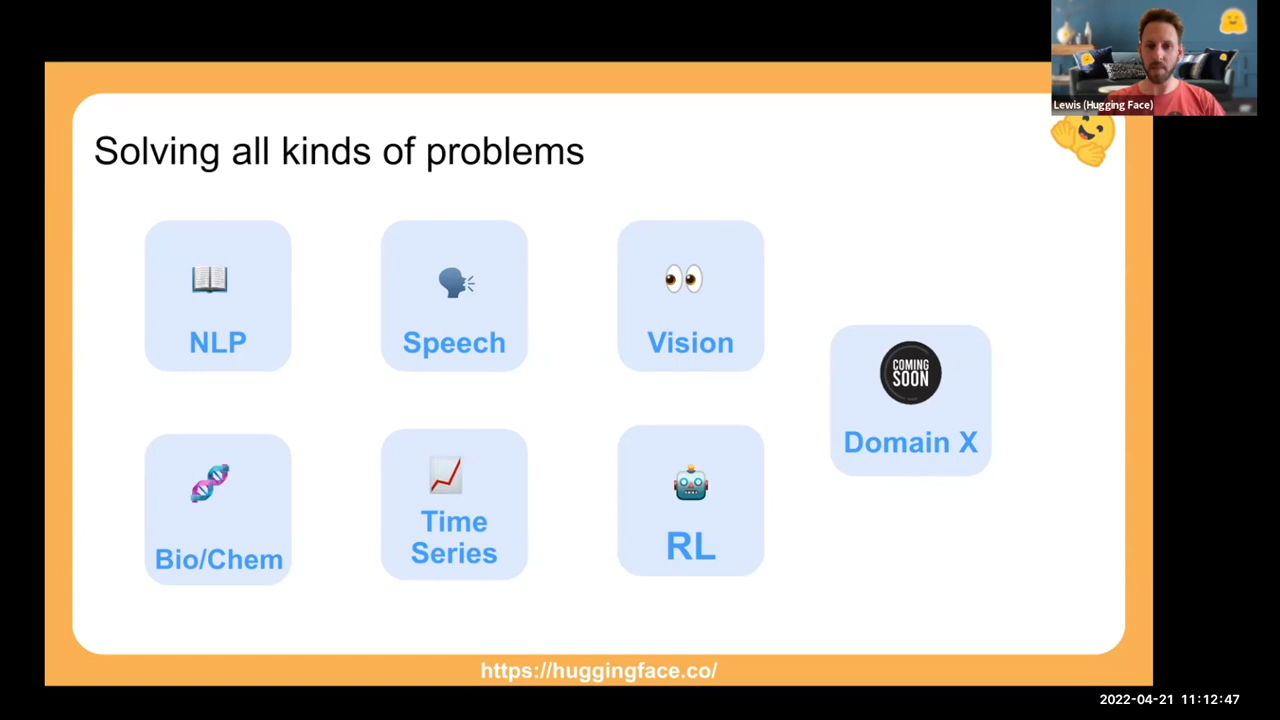 Lewis (Hugging Face)
Solving all kinds of problems
NLP
Speech
Vision
COMING
SOON
Domain X
Bio/Chem
Time
Series
RL
https://huggingface.co/
2022-04-21 11:12:47